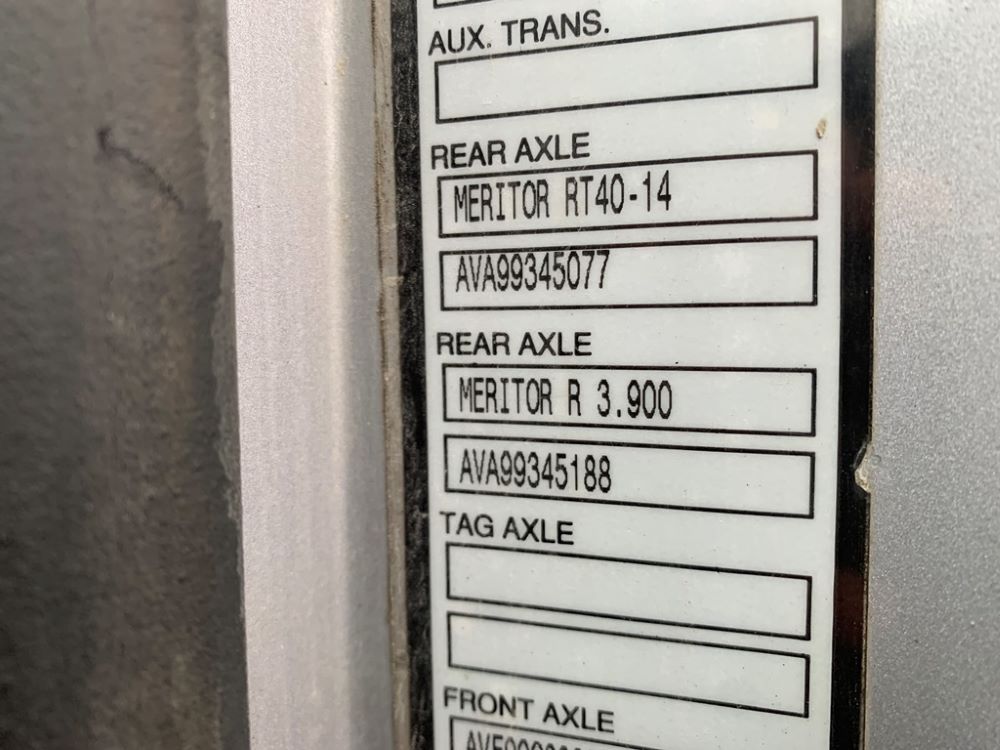 AUX. TRANS.
REAR AXLE
MERITOR RT40-14
AVA99345077
REAR AXLE
MERITOR R 3.900
AVA99345188
TAG AXLE
FRONT AXLE